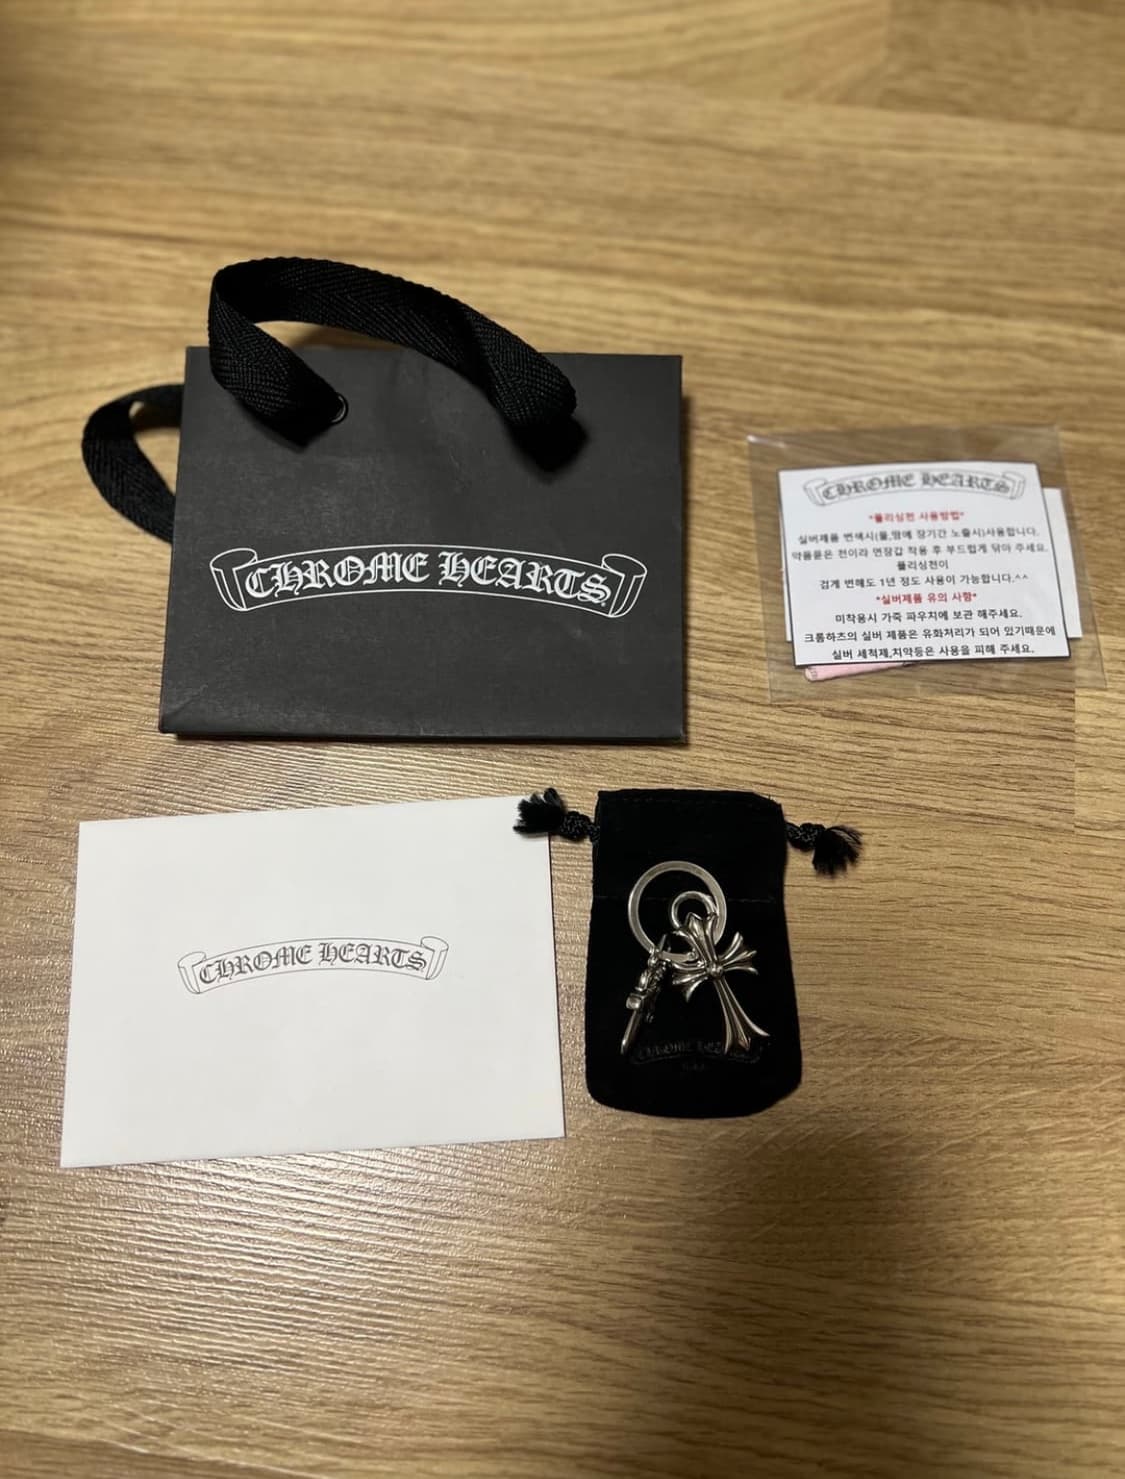 CHROME HEARTS
CHROME HEARTS
*폴리싱천 사용방법*
실버제품 변색시(물,땀에 장기간 노출시)사용합니다.
약품묻은 천이라 면장갑 착용 후 부드럽게 닦아 주세요.
폴리싱천이
검게 변해도 1년 정도 사용이 가능합니다.^^
*실버제품 유의 사항*
미착용시 가죽 파우치에 보관 해주세요.
크롬하츠의 실버 제품은 유화처리가 되어 있기때문에
실버 세척제,치약등은 사용을 피해 주세요.
CHROME HEARTS
CHROME HEARTS